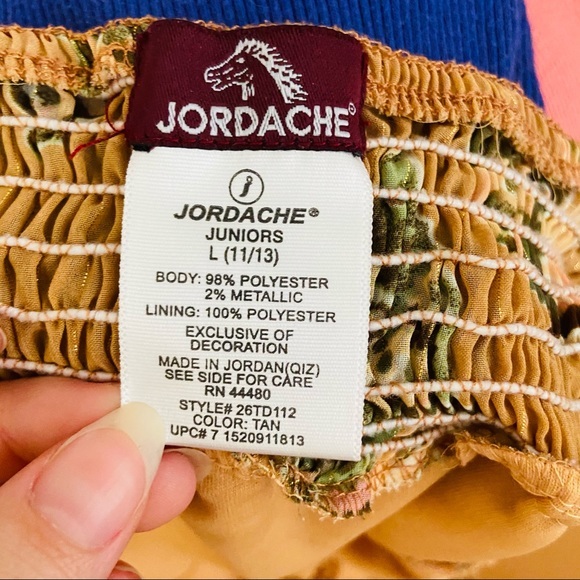 JORDACHE®
j
JORDACHE®
JUNIORS
L (11/13)
BODY: 98% POLYESTER
2% METALLIC
LINING: 100% POLYESTER
EXCLUSIVE OF
DECORATION
MADE IN JORDAN(QIZ)
SEE SIDE FOR CARE
RN 44480
STYLE# 26TD112
COLOR: TAN
UPC# 7 1520911813